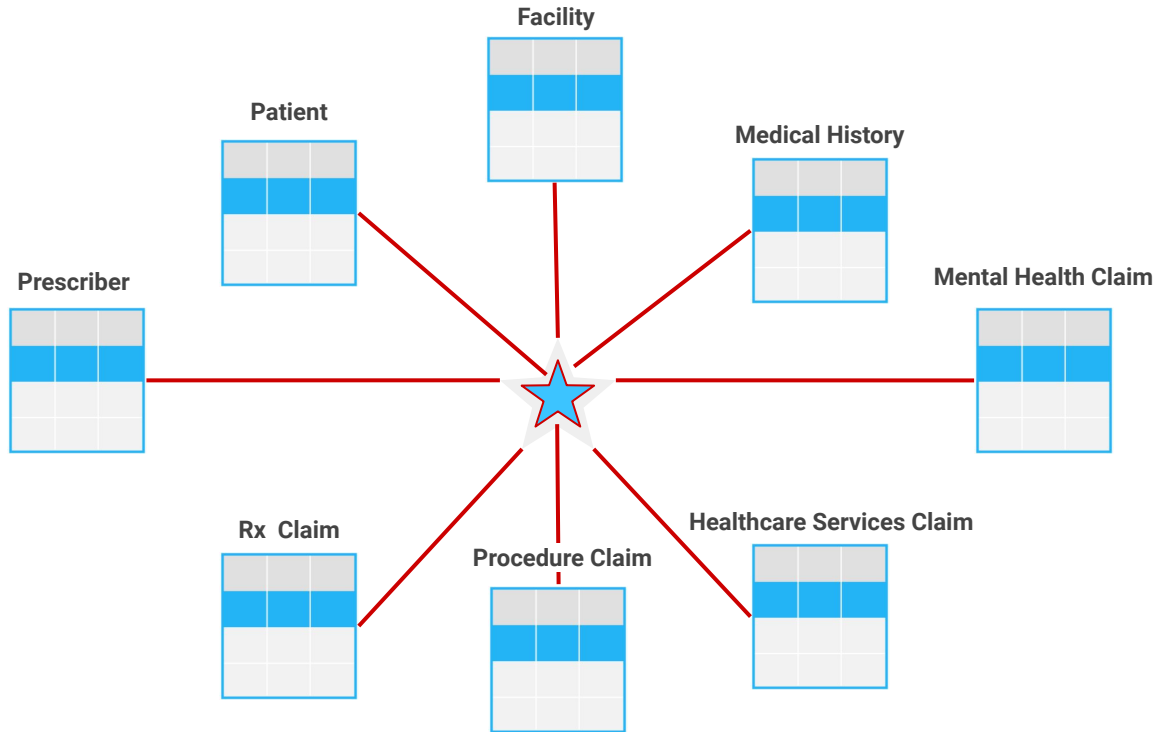 Facility
Patient
Medical History
Prescriber
Mental Health Claim
Rx Claim
Healthcare Services Claim
Procedure Claim